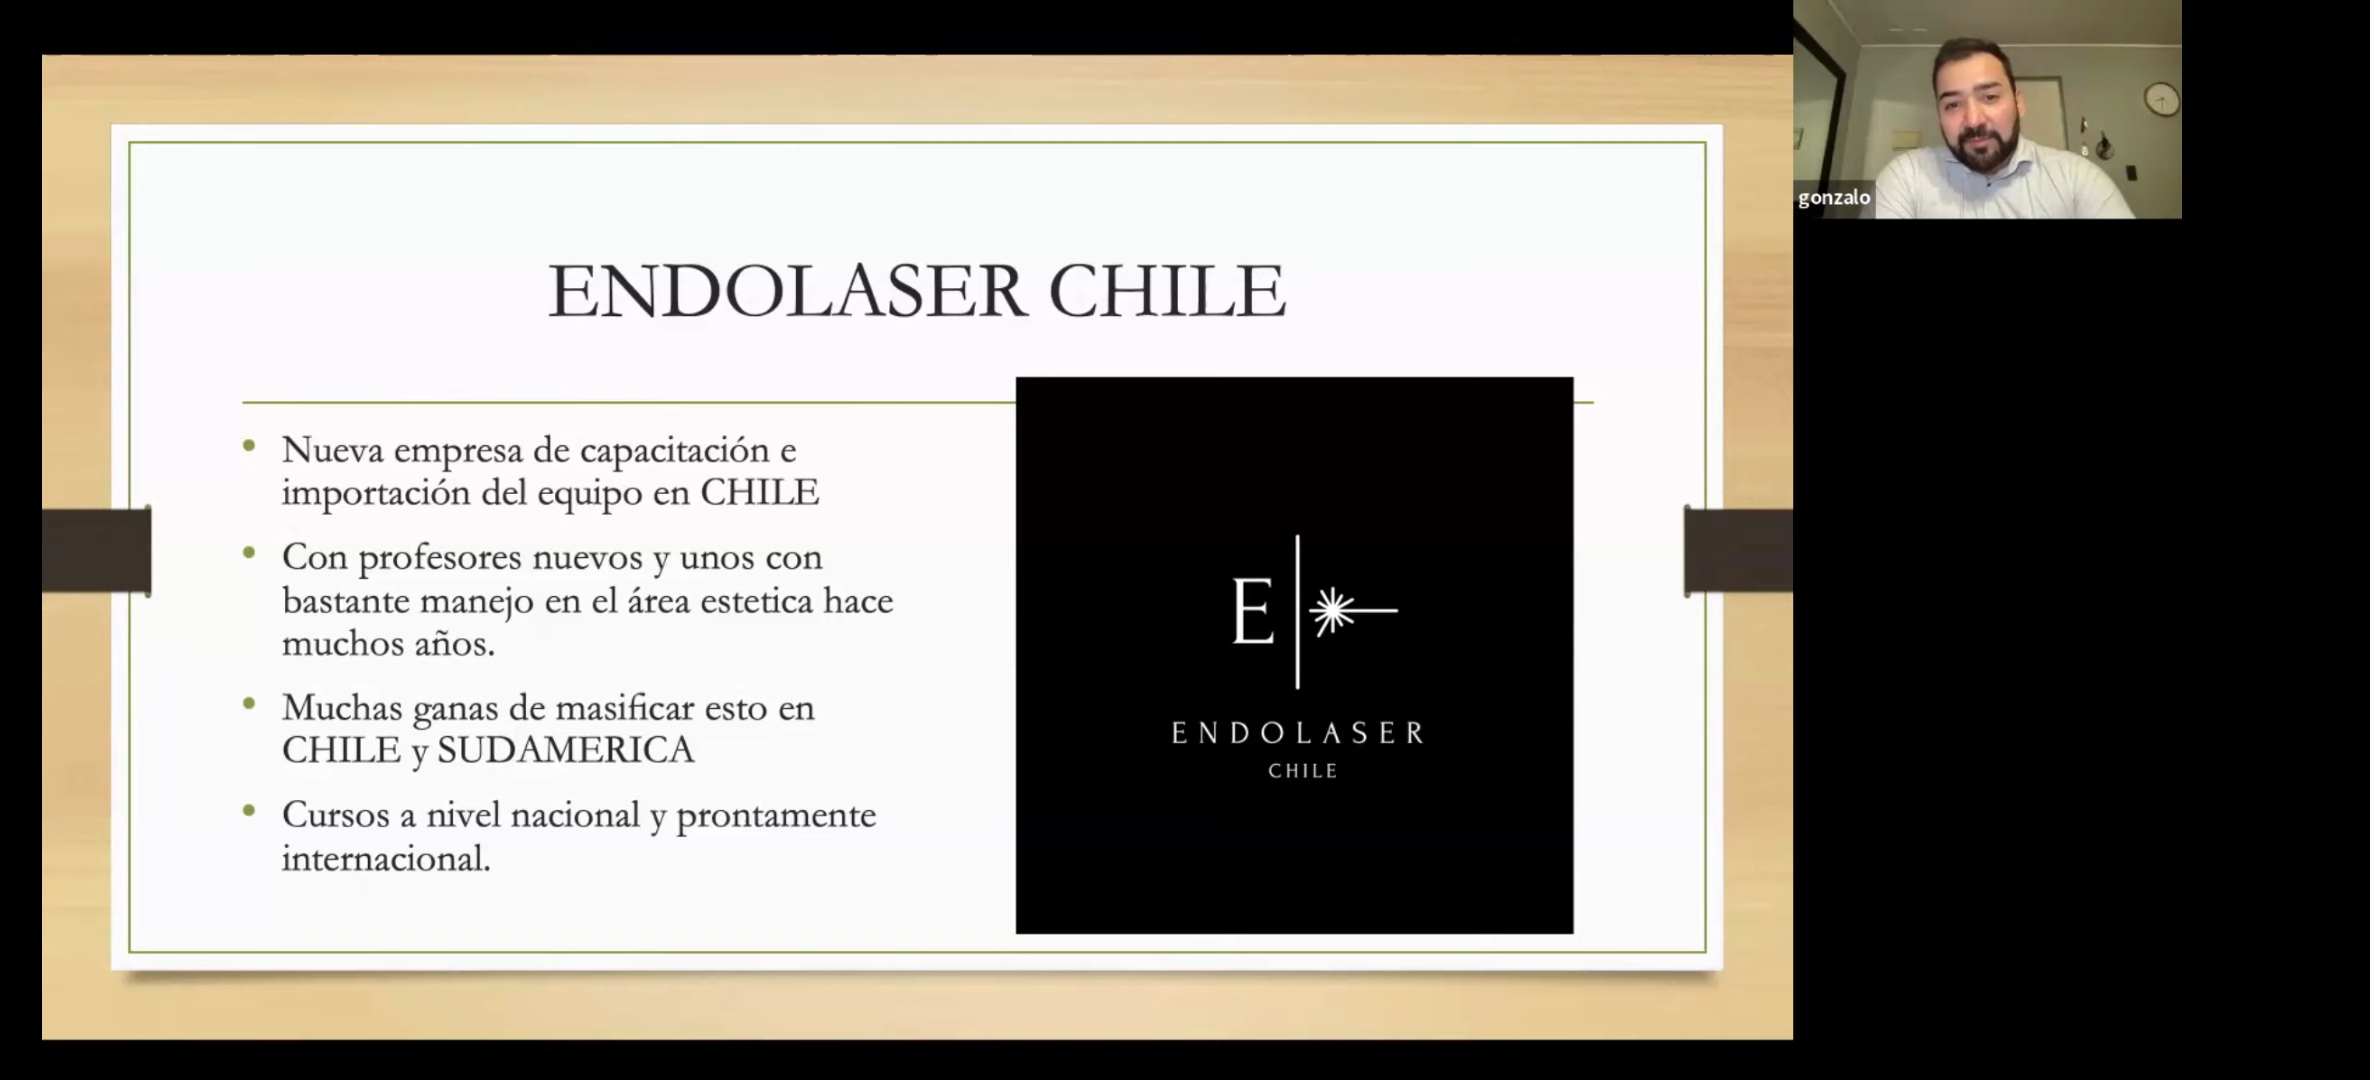 ENDOLASER CHILE
Nueva empresa de capacitación e
importación del equipo en CHILE
Con profesores nuevos y unos con
bastante manejo en el área estetica hace
muchos años.
Muchas ganas de masificar esto en
CHILE y SUDAMERICA
Cursos a nivel nacional y prontamente
internacional.
E
ENDOLASER
CHILE
gonzalo